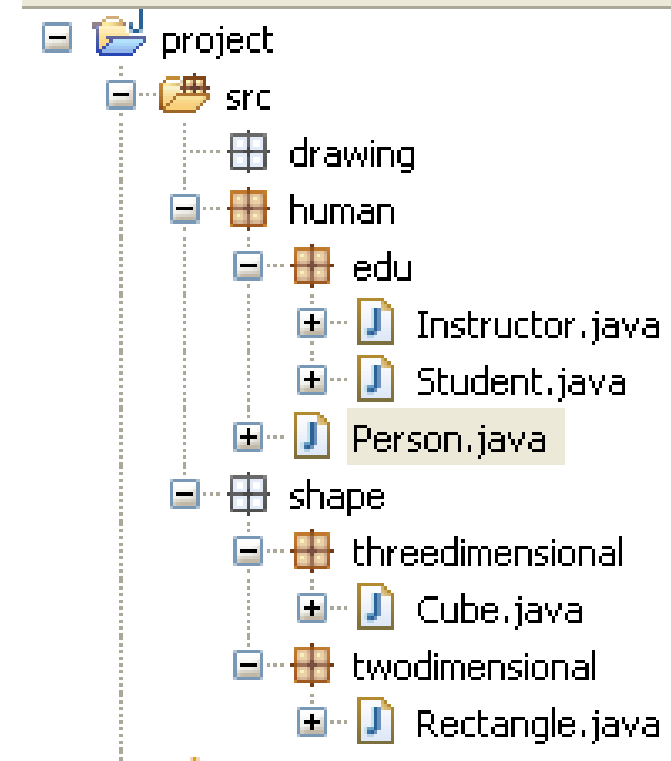 project
src
drawing
human
edu
Instructor.java
Student.java
Person.java
shape
threedimensional
Cube.java
twodimensional
Rectangle.java